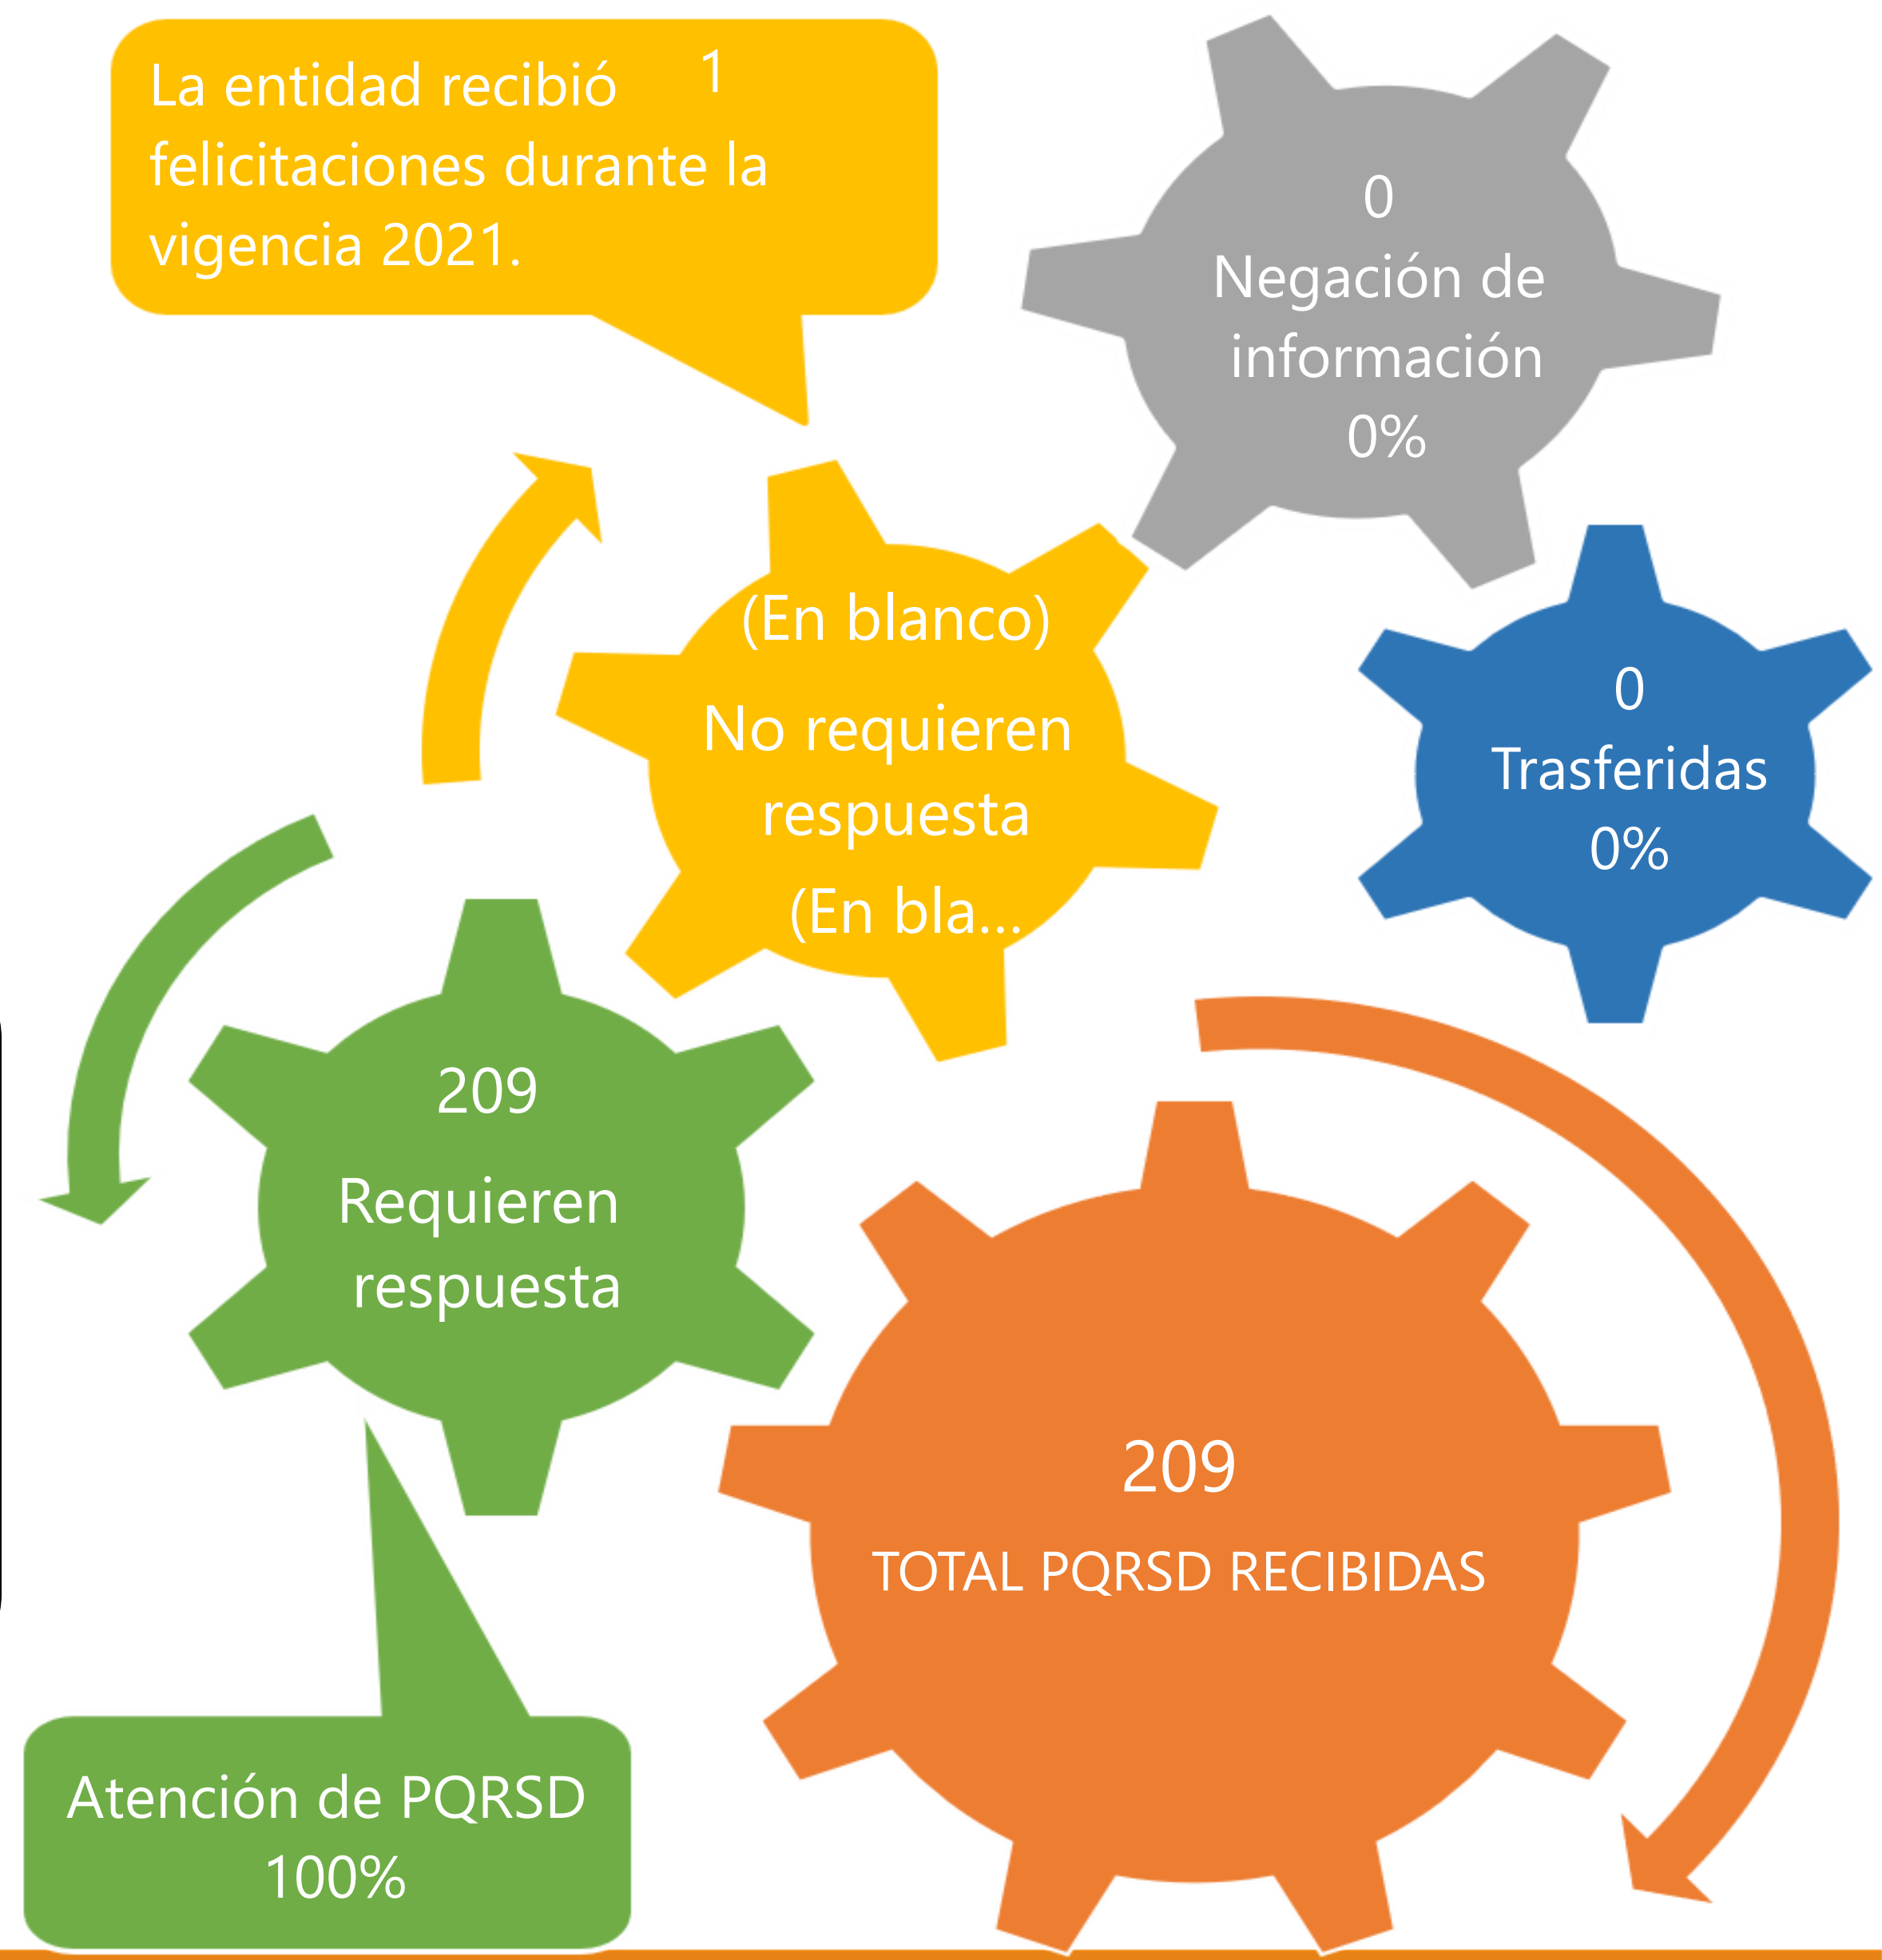 La entidad recibió 1
felicitaciones durante la
vigencia 2021.
0
Negación de
información
0%
(En blanco)
No requieren
respuesta
(En bla...
0
Trasferidas
0%
209
Requieren
respuesta
209
TOTAL PQRSD RECIBIDAS
Atención de PQRSD
100%